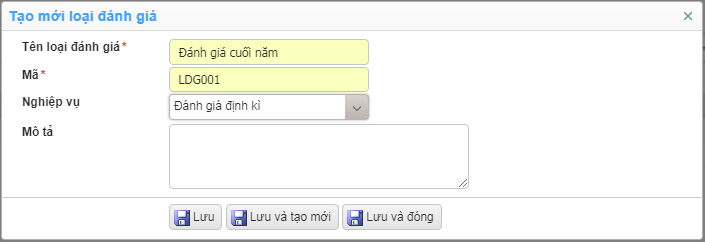 Tạo mới loại đánh giá
Tên loại đánh giá* Đánh giá cuối năm
Mã* LDG001
Nghiệp vụ Đánh giá định kì
Mô tả
Lưu Lưu và tạo mới Lưu và đóng